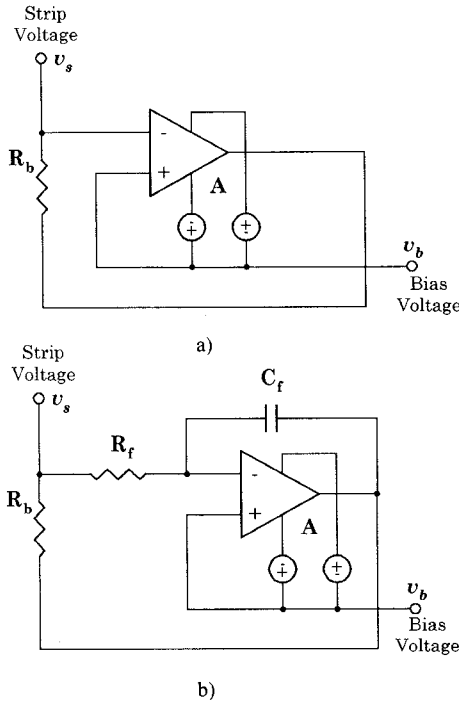 Strip
Voltage
v_s
R_b
-
+
A
v_b
Bias
Voltage
a)
Strip
Voltage
v_s
C_f
R_f
R_b
-
+
A
v_b
Bias
Voltage
b)